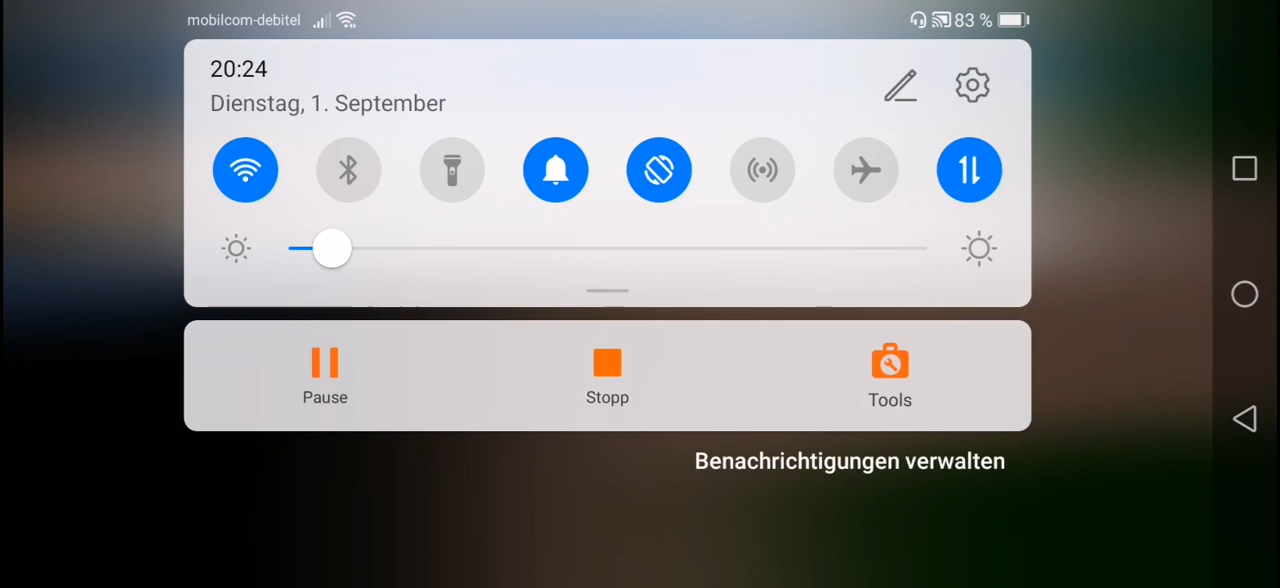 mobilcom-debitel 83 %
20:24
Dienstag, 1. September
Pause Stopp Tools
Benachrichtigungen verwalten